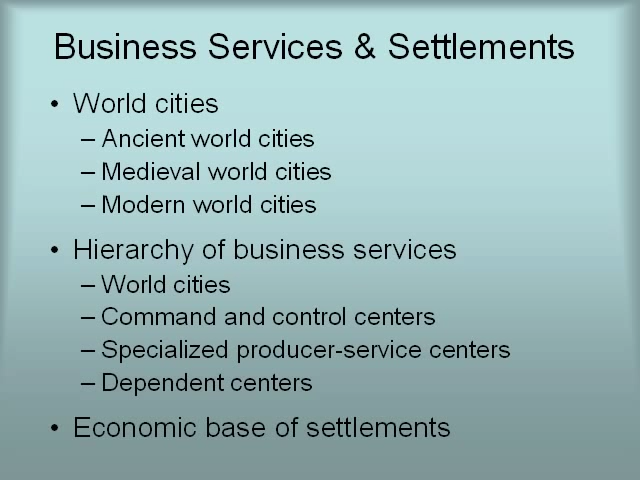 Business Services & Settlements
• World cities
– Ancient world cities
– Medieval world cities
– Modern world cities
• Hierarchy of business services
– World cities
– Command and control centers
– Specialized producer-service centers
– Dependent centers
• Economic base of settlements